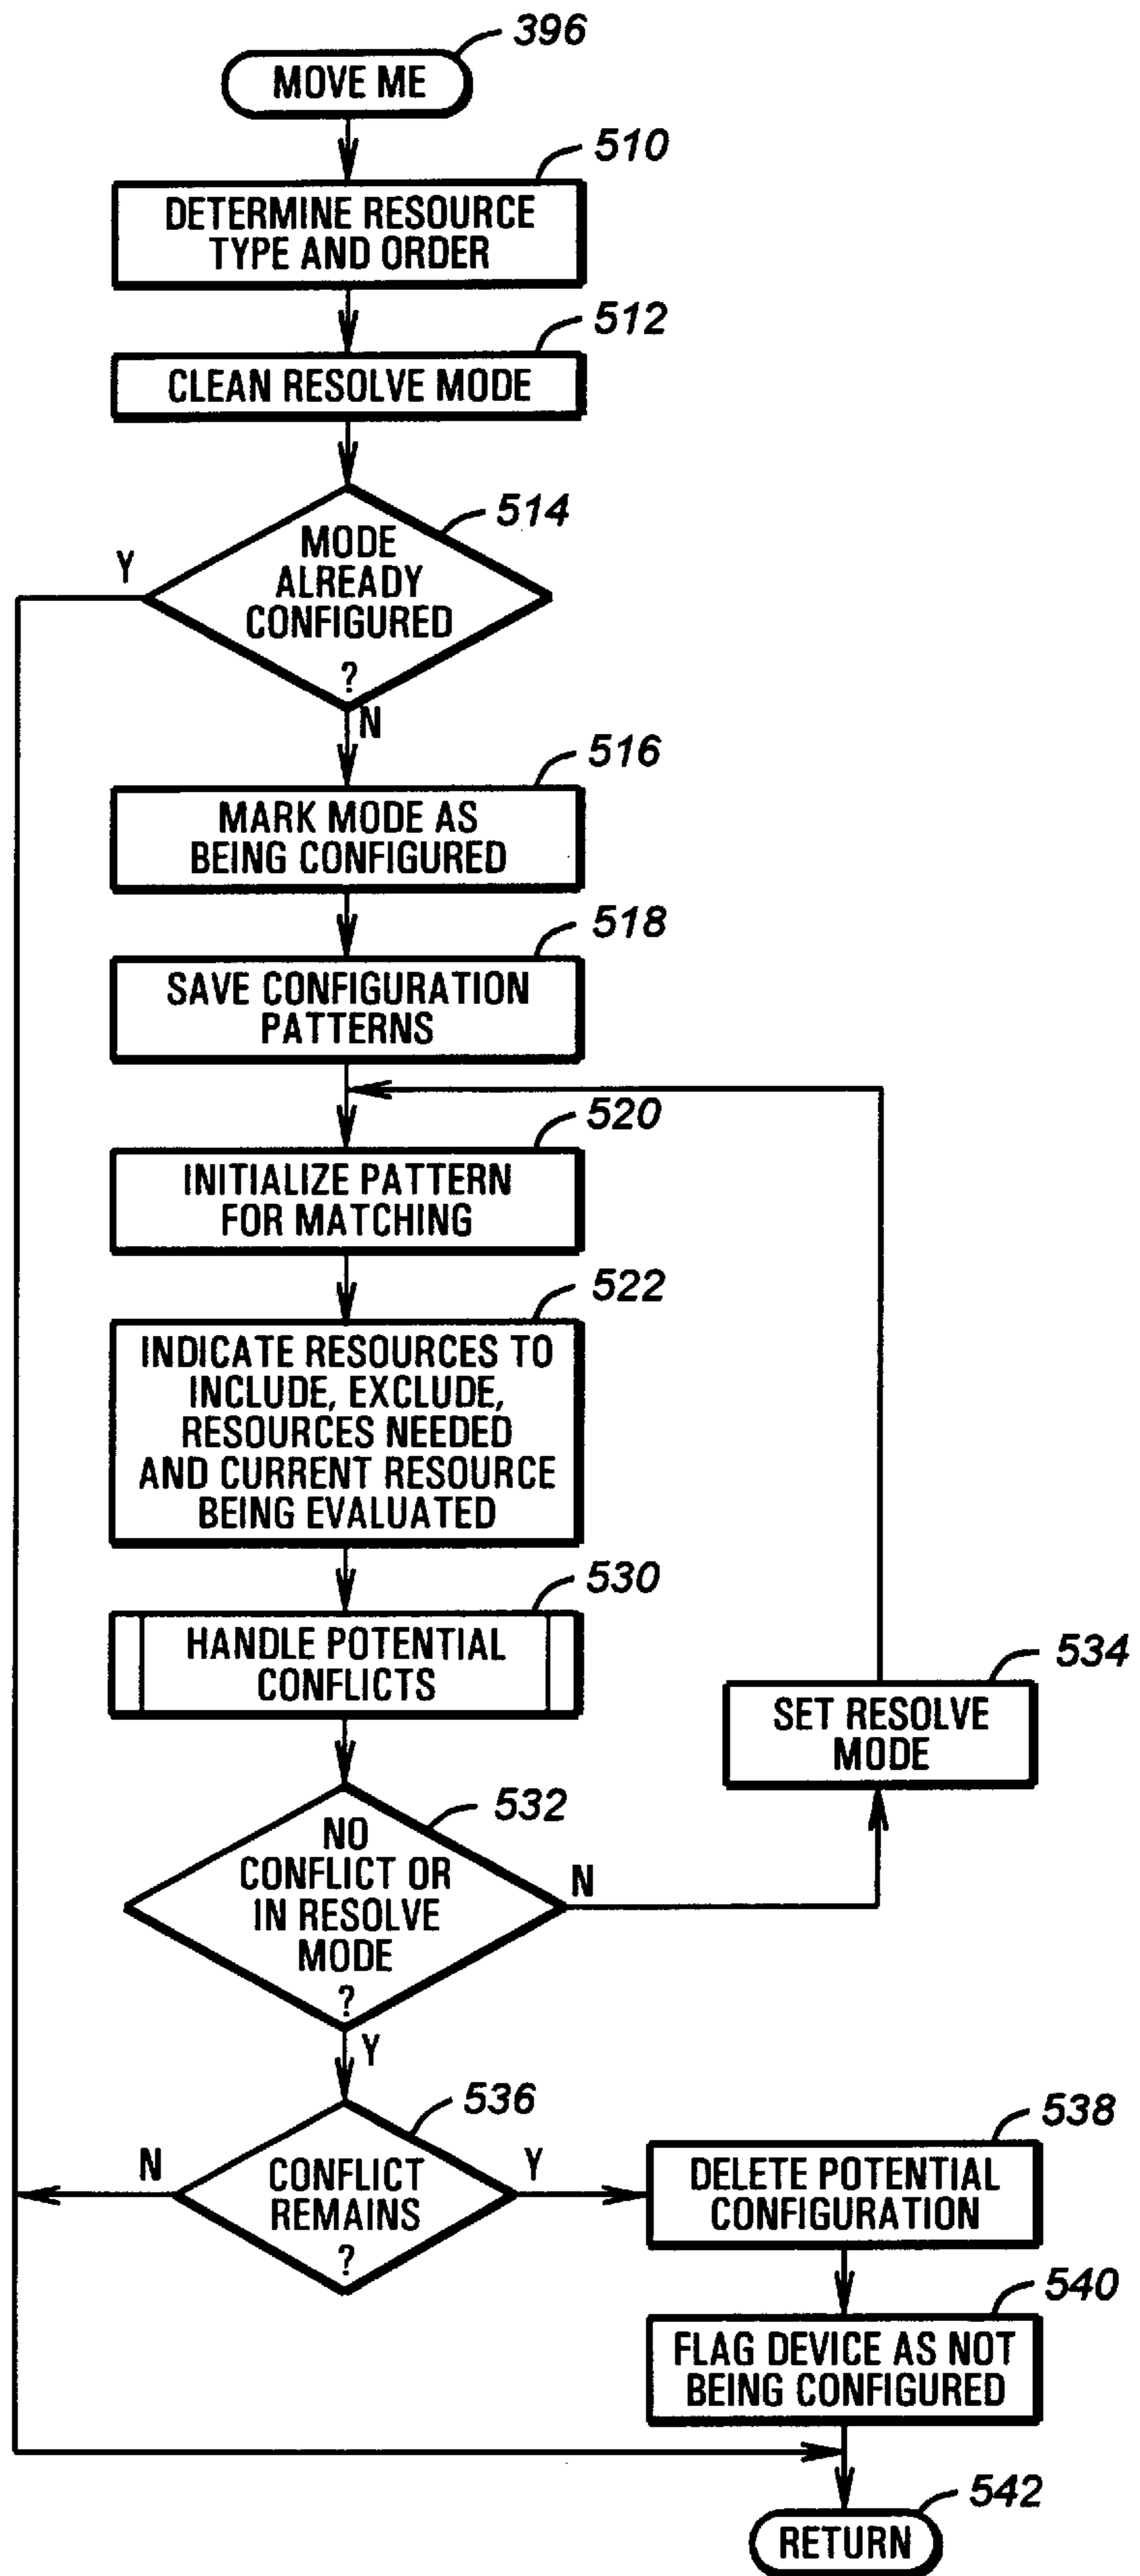 396
MOVE ME
510
DETERMINE RESOURCE
TYPE AND ORDER
512
CLEAN RESOLVE MODE
514
MODE
ALREADY
CONFIGURED
?
Y
N
516
MARK MODE AS
BEING CONFIGURED
518
SAVE CONFIGURATION
PATTERNS
520
INITIALIZE PATTERN
FOR MATCHING
522
INDICATE RESOURCES TO
INCLUDE, EXCLUDE,
RESOURCES NEEDED
AND CURRENT RESOURCE
BEING EVALUATED
530
HANDLE POTENTIAL
CONFLICTS
534
SET RESOLVE
MODE
532
NO
CONFLICT OR
IN RESOLVE
MODE
?
N
Y
536
CONFLICT
REMAINS
?
N
Y
538
DELETE POTENTIAL
CONFIGURATION
540
FLAG DEVICE AS NOT
BEING CONFIGURED
542
RETURN